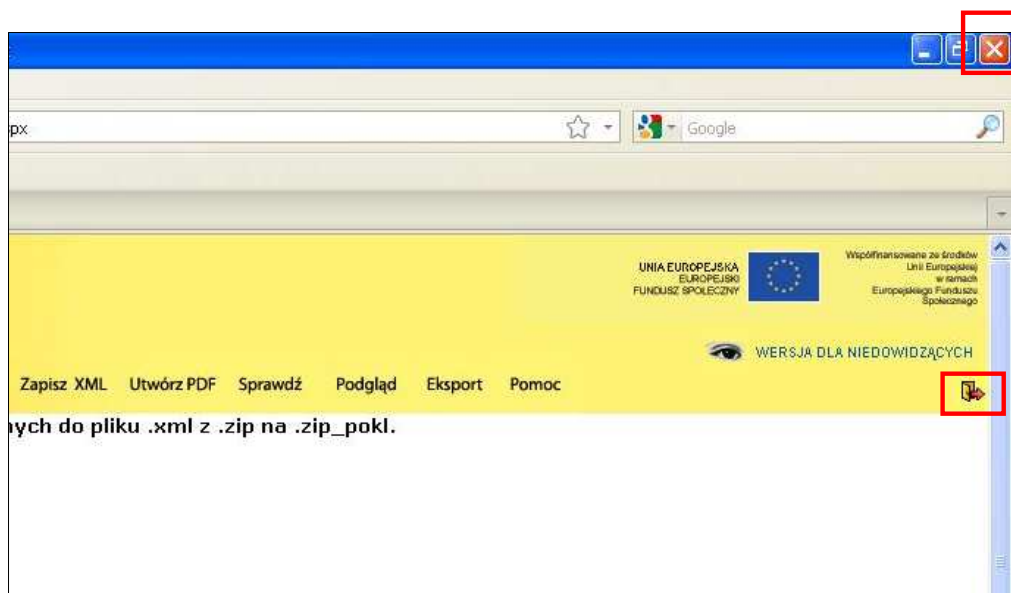 px
Google
UNIA EUROPEJSKA
EUROPEJSKI
FUNDUSZ SPOŁECZNY
Współfinansowane ze środków
Unii Europejskiej
w ramach
Europejskiego Funduszu
Społecznego
WERSJA DLA NIEDOWIDZĄCYCH
Zapisz XML Utwórz PDF Sprawdź Podgląd Eksport Pomoc
ych do pliku .xml z .zip na .zip_pokl.